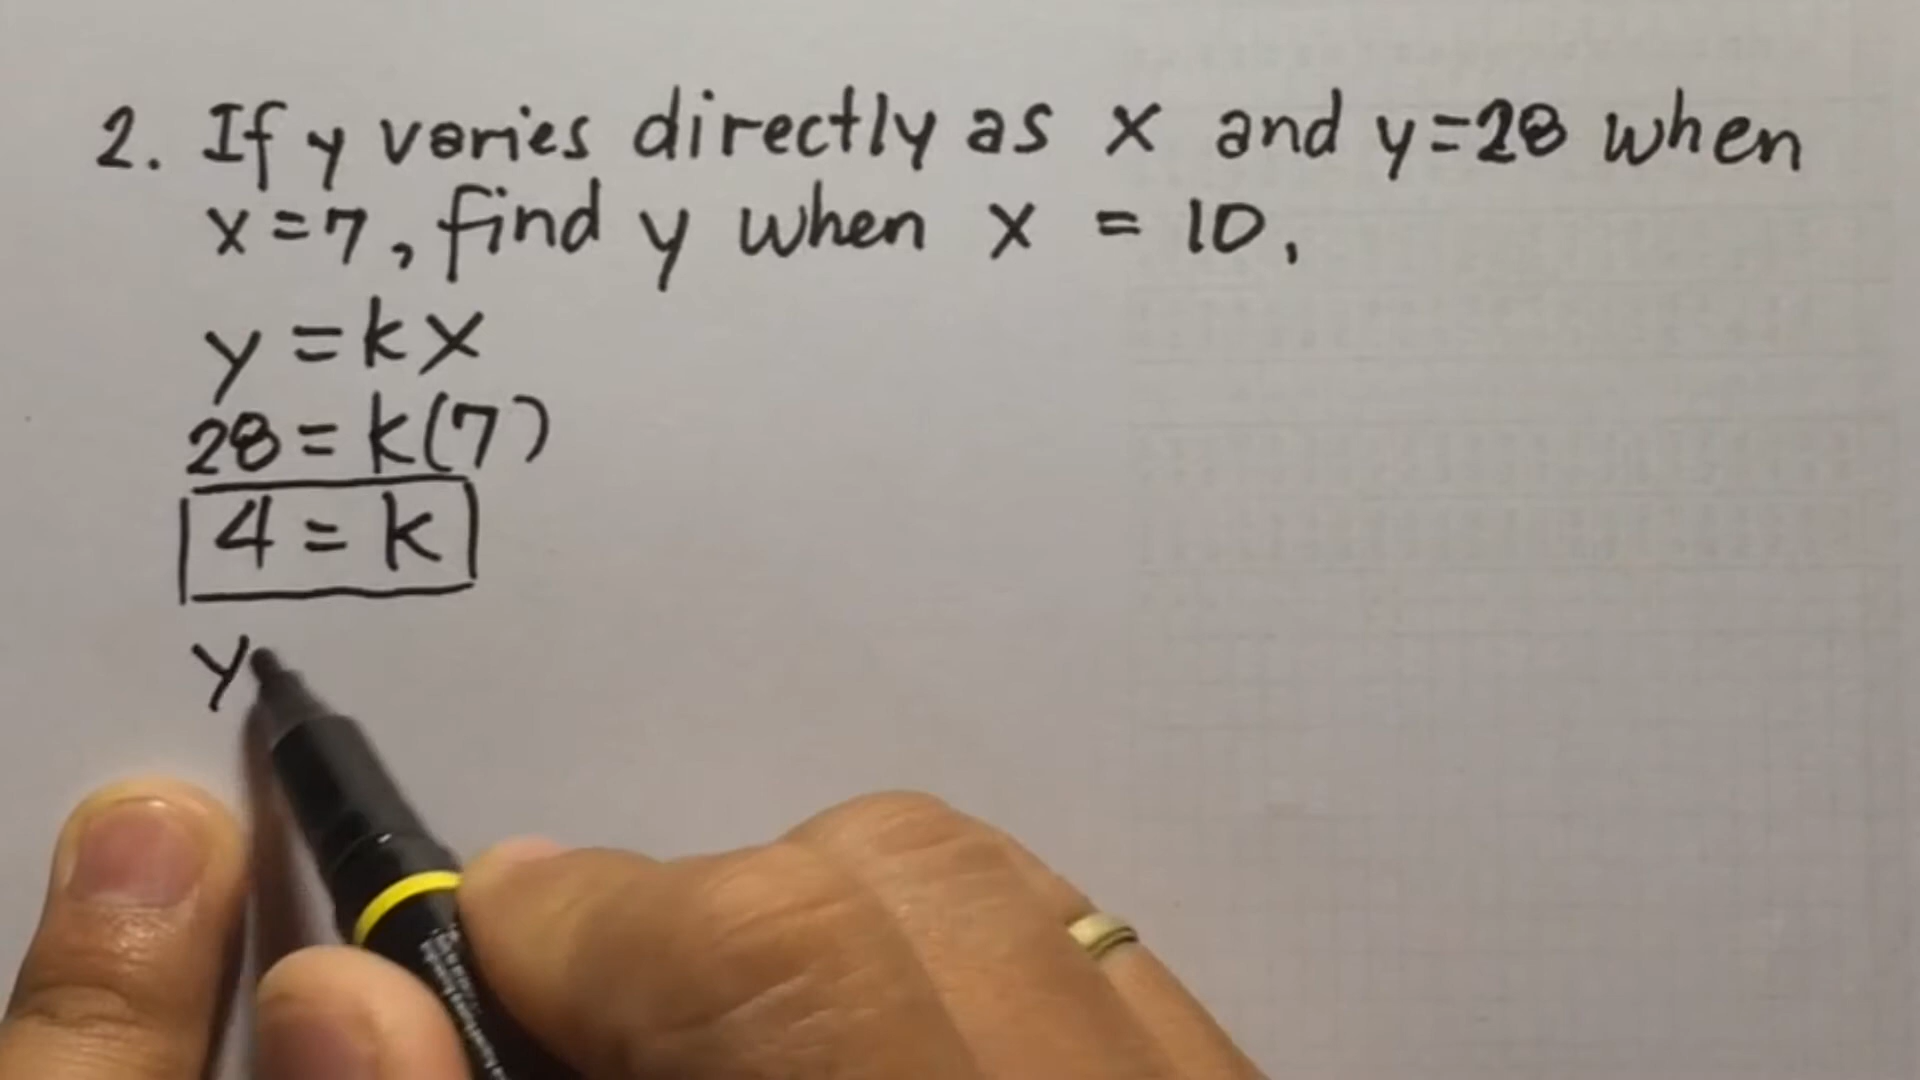 2. If y varies directly as x and y=28 when
x=7, find y when x = 10.
y = kx
28 = k(7)
4 = k
y